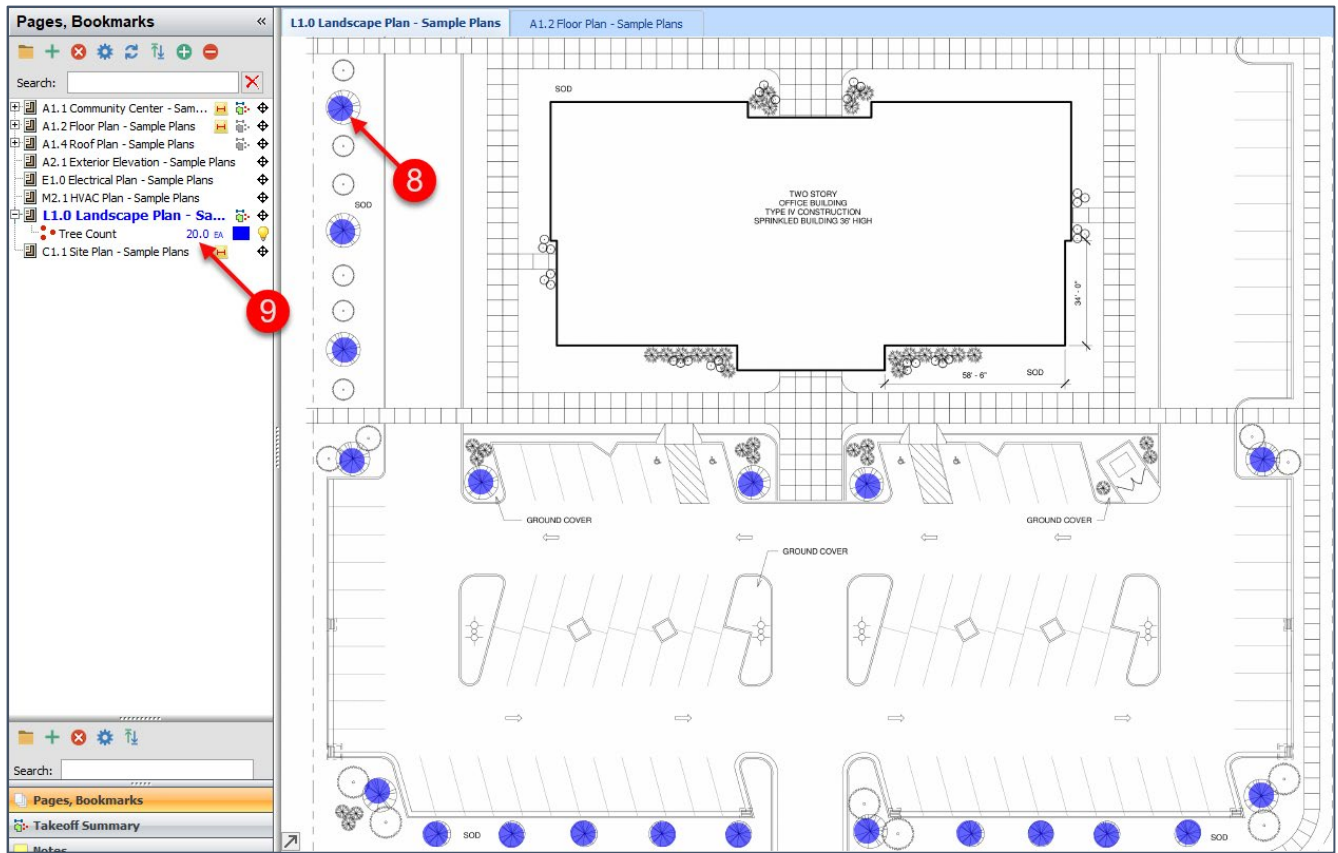 Pages, Bookmarks «
L1.0 Landscape Plan - Sample Plans
A1.2 Floor Plan - Sample Plans
Search:
A1.1 Community Center - Sam...
A1.2 Floor Plan - Sample Plans
A1.4 Roof Plan - Sample Plans
A2.1 Exterior Elevation - Sample Plans
E1.0 Electrical Plan - Sample Plans
M2.1 HVAC Plan - Sample Plans
L1.0 Landscape Plan - Sa...
Tree Count 20.0 EA
C1.1 Site Plan - Sample Plans
8
9
SOD
SOD
TWO STORY
OFFICE BUILDING
TYPE IV CONSTRUCTION
SPRINKLED BUILDING 36' HIGH
34' - 0"
58' - 6"
SOD
GROUND COVER
GROUND COVER
GROUND COVER
SOD
SOD
Search:
Pages, Bookmarks
Takeoff Summary
Notes